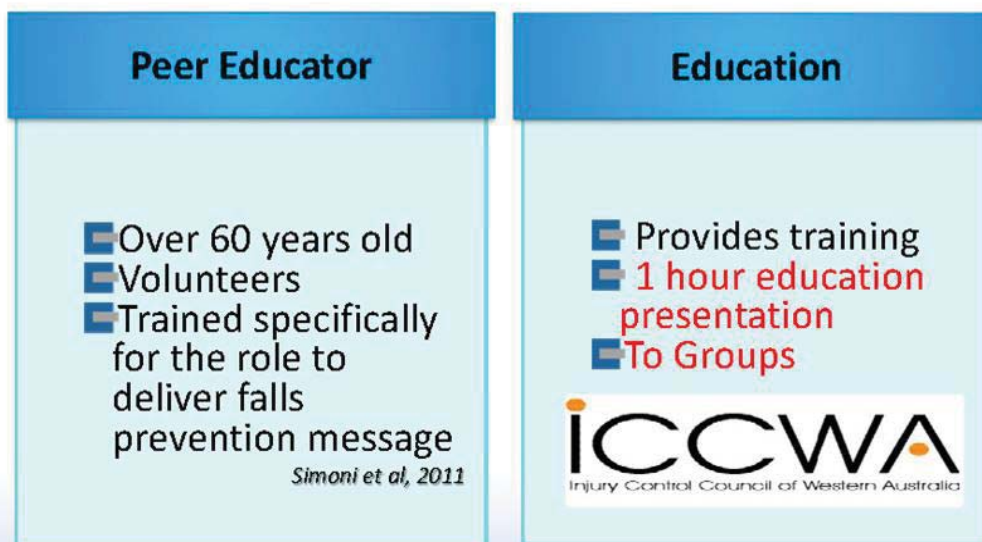 Peer Educator
Over 60 years old
Volunteers
Trained specifically
for the role to
deliver falls
prevention message
Simoni et al, 2011
Education
Provides training
1 hour education
presentation
To Groups
iCCWA
Injury Control Council of Western Australia